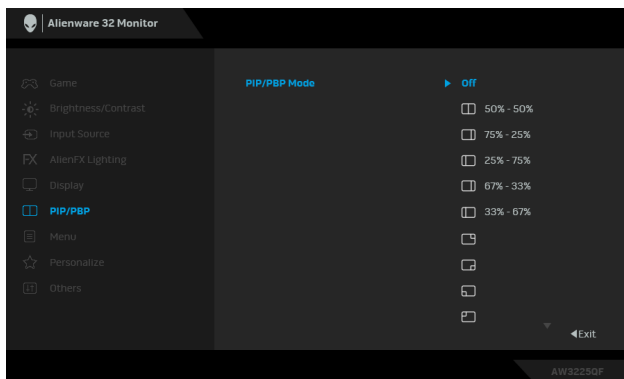 Alienware 32 Monitor
Game
PIP/PBP Mode
Off
Brightness/Contrast
50% - 50%
Input Source
75% - 25%
FX AlienFX Lighting
25% - 75%
Display
67% - 33%
PIP/PBP
33% - 67%
Menu
Personalize
Others
Exit
AW3225QF